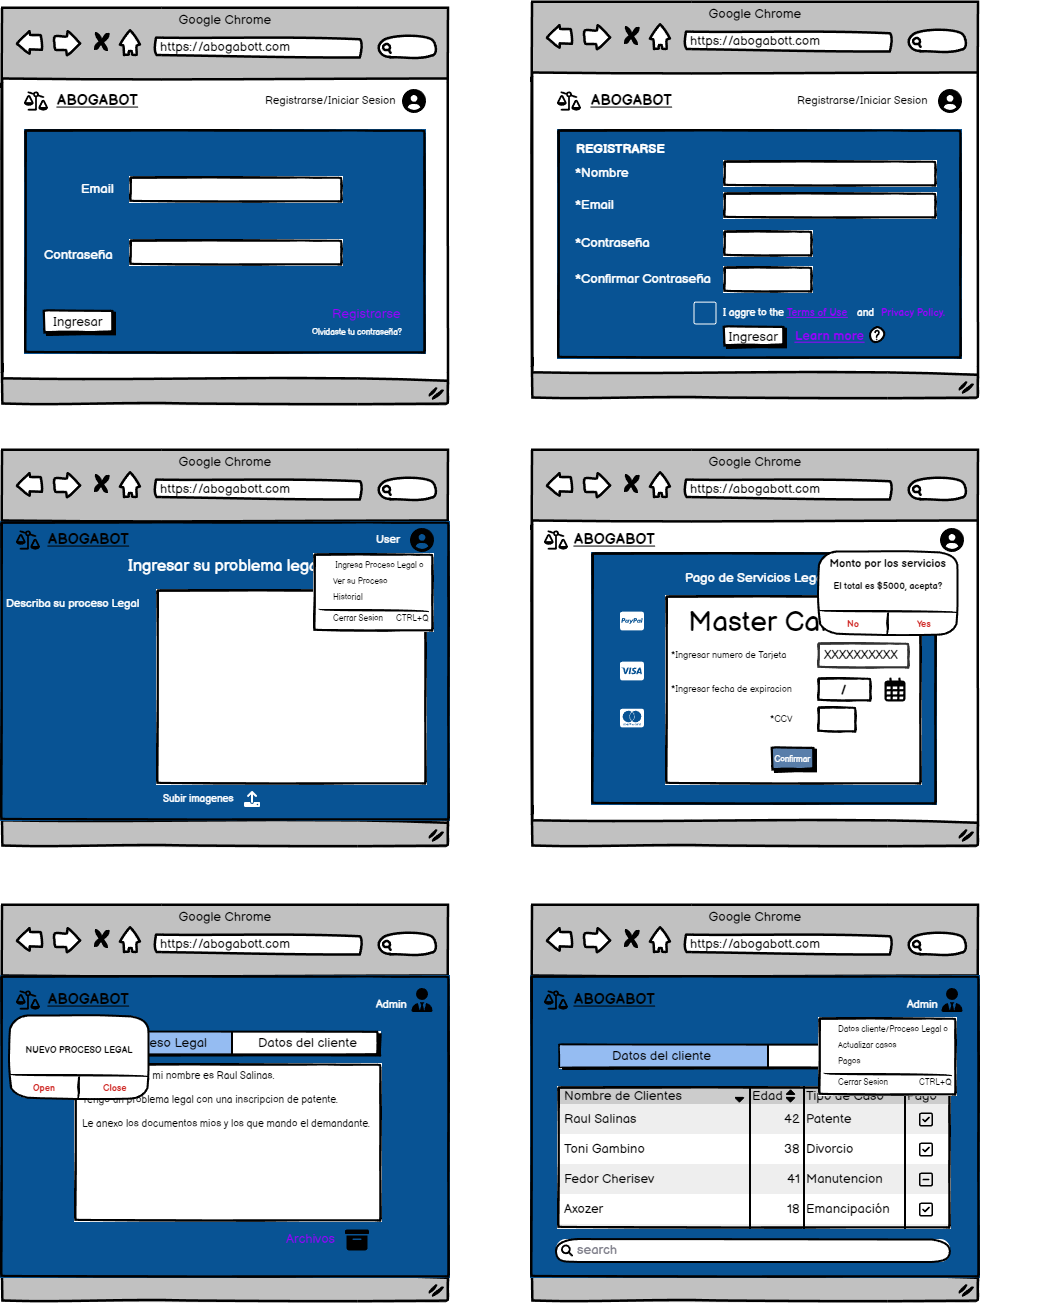 Google Chrome
https://abogabott.com
ABOGABOT
Registrarse/Iniciar Sesion
Email
Contraseña
Registrarse
Ingresar
Olvidaste tu contraseña?
Google Chrome
https://abogabott.com
ABOGABOT
Registrarse/Iniciar Sesion
REGISTRARSE
*Nombre
*Email
*Contraseña
*Confirmar Contraseña
I aggre to the Terms of Use and Privacy Policy
Ingresar Learn more ?
Google Chrome
https://abogabott.com
ABOGABOT
User
Ingresar su problema lega
Ingresa Proceso Legal o
Ver su Proceso
Historial
Cerrar Sesion CTRL+Q
Describa su proceso Legal
Subir imagenes
Google Chrome
https://abogabott.com
ABOGABOT
Monto por los servicios
El total es $5000, acepta?
No Yes
Pago de Servicios Leg
PayPal
VISA
Master Ca
*Ingresar numero de Tarjeta XXXXXXXXXX
*Ingresar fecha de expiracion /
*CCV
Confirmar
Google Chrome
https://abogabott.com
ABOGABOT
Admin
NUEVO PROCESO LEGAL
Open Close
eso Legal Datos del cliente
mi nombre es Raul Salinas.
Tengo un problema legal con una inscripcion de patente.
Le anexo los documentos mios y los que mando el demandante.
Archivos
Google Chrome
https://abogabott.com
ABOGABOT
Admin
Datos cliente/Proceso Legal o
Actualizar casos
Pagos
Cerrar Sesion CTRL+Q
Datos del cliente
Nombre de Clientes Edad Tipo de Caso Pago
Raul Salinas 42 Patente
Toni Gambino 38 Divorcio
Fedor Cherisev 41 Manutencion
Axozer 18 Emancipación
search